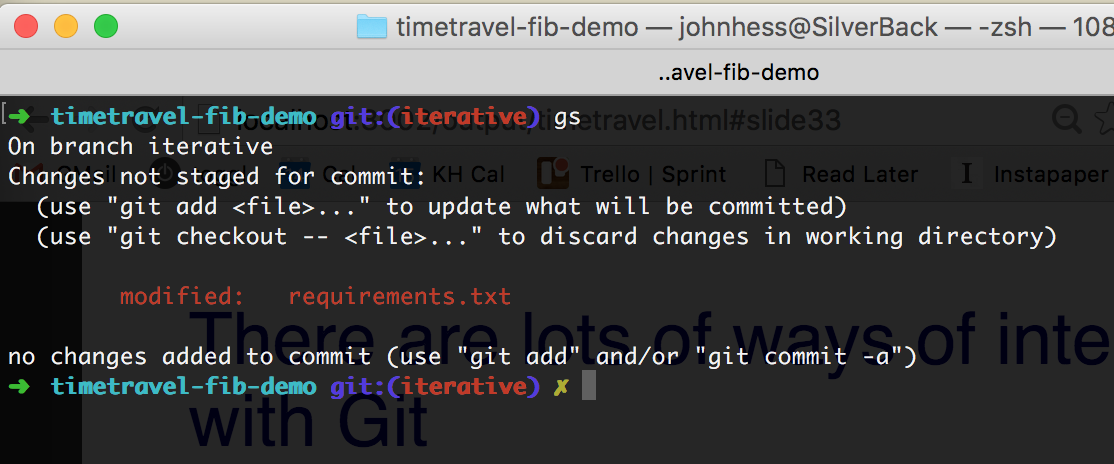 timetravel-fib-demo — johnhess@SilverBack — -zsh — 108
..avel-fib-demo
➜ timetravel-fib-demo git:(iterative) gs
timetravel.html#slide33
On branch iterative
Changes not staged for commit:
KH Cal
Trello | Sprint
Read Later
I Instapaper
(use "git add <file>..." to update what will be committed)
(use "git checkout -- <file>..." to discard changes in working directory)
modified: requirements.txt
There are lots of ways of inte
no changes added to commit (use "git add" and/or "git commit -a")
➜ timetravel-fib-demo git:(iterative) ✗
with Git